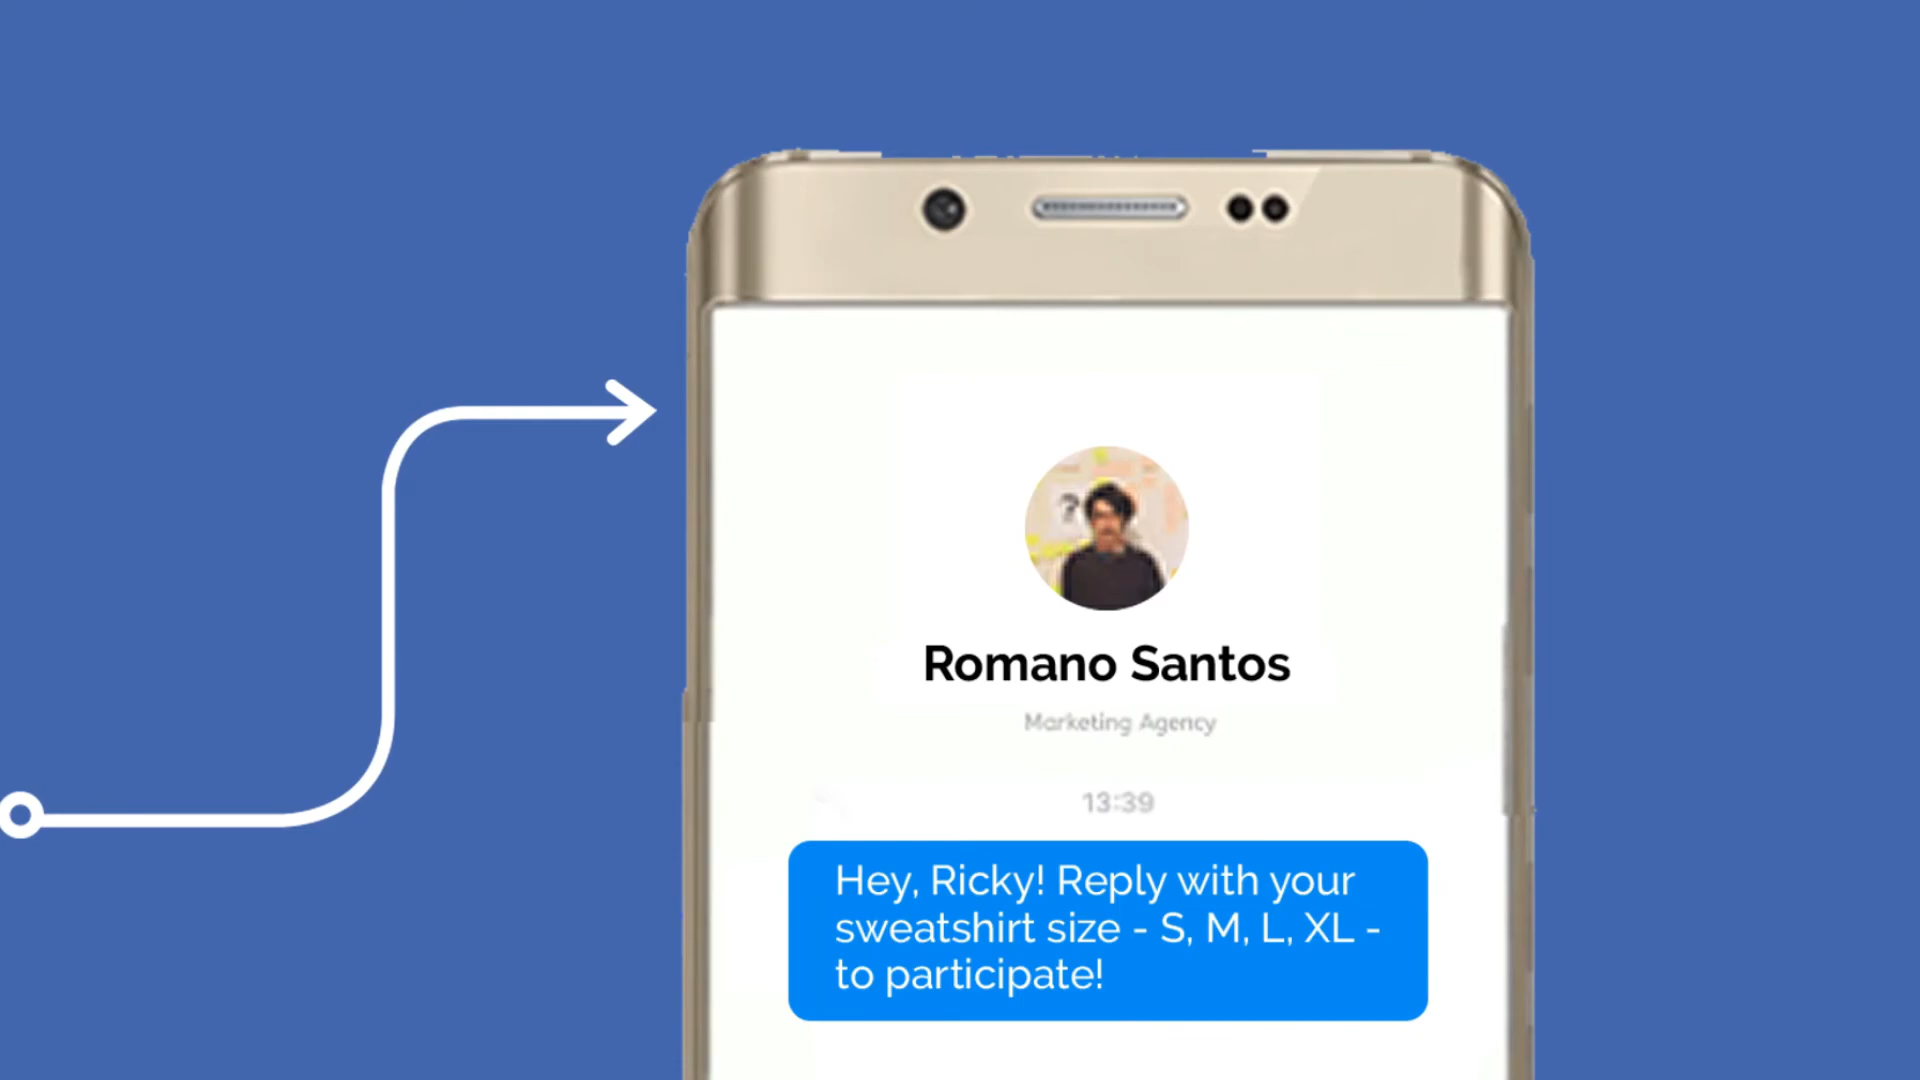 ?
Romano Santos
Marketing Agency
13:39
Hey, Ricky! Reply with your
sweatshirt size - S, M, L, XL -
to participate!